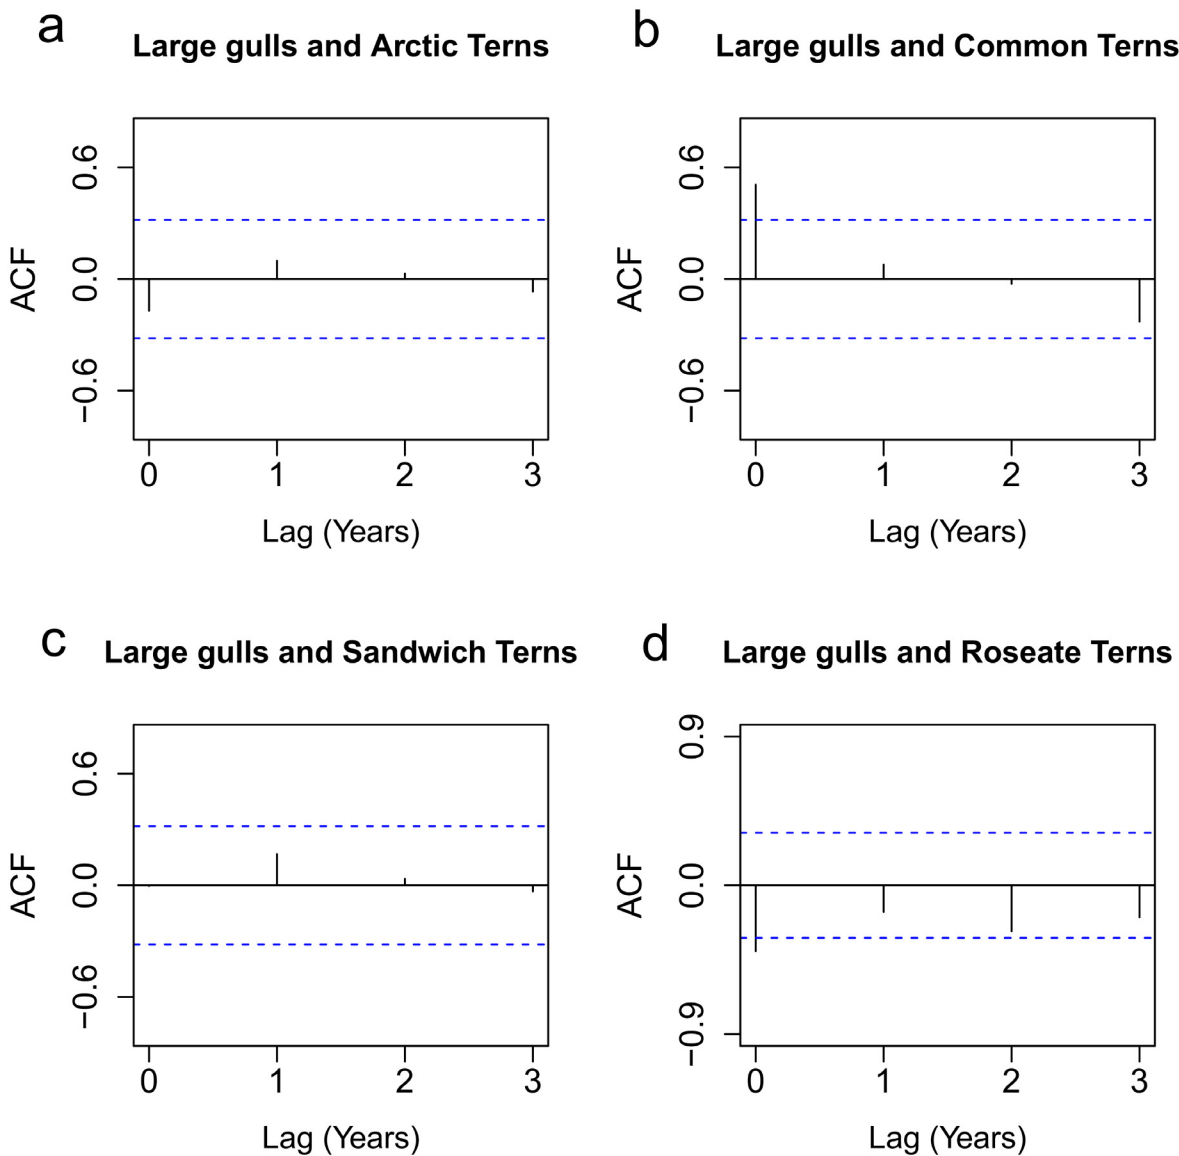 a
Large gulls and Arctic Terns
ACF
0.6
0.0
−0.6
0 1 2 3
Lag (Years)
b
Large gulls and Common Terns
ACF
0.6
0.0
−0.6
0 1 2 3
Lag (Years)
c
Large gulls and Sandwich Terns
ACF
0.6
0.0
−0.6
0 1 2 3
Lag (Years)
d
Large gulls and Roseate Terns
ACF
0.9
0.0
−0.9
0 1 2 3
Lag (Years)